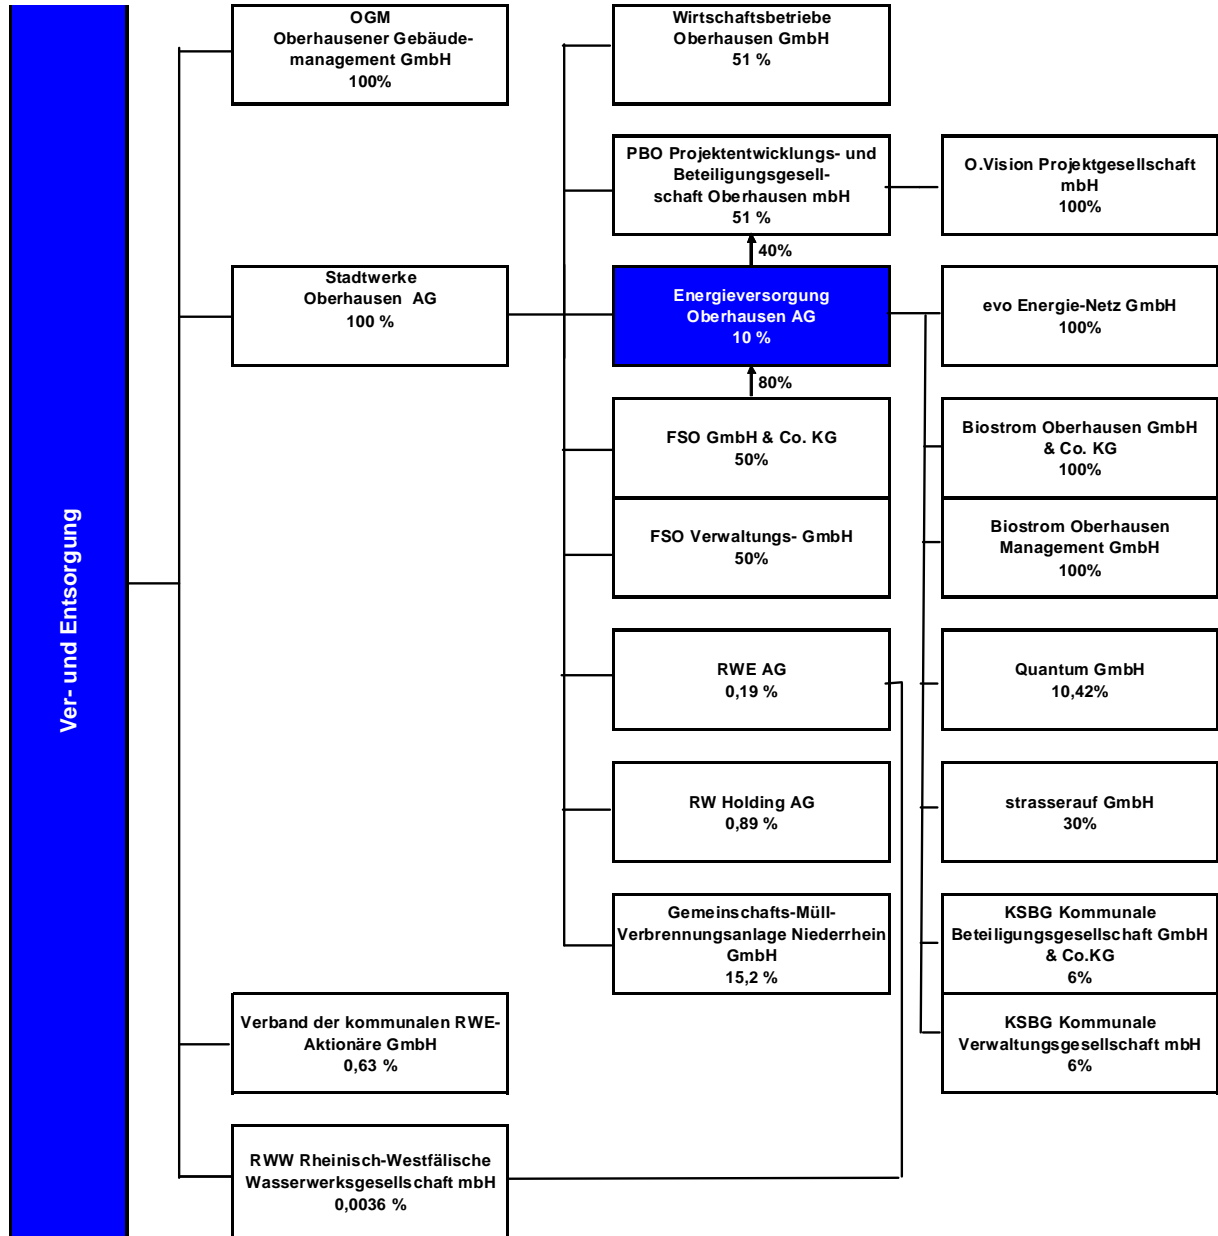 Ver- und Entsorgung
OGM
Oberhausener Gebäude-
management GmbH
100%
Stadtwerke
Oberhausen AG
100 %
Verband der kommunalen RWE-
Aktionäre GmbH
0,63 %
RWW Rheinisch-Westfälische
Wasserwerksgesellschaft mbH
0,0036 %
Wirtschaftsbetriebe
Oberhausen GmbH
51 %
PBO Projektentwicklungs- und
Beteiligungsgesell-
schaft Oberhausen mbH
51 %
40%
Energieversorgung
Oberhausen AG
10 %
80%
FSO GmbH & Co. KG
50%
FSO Verwaltungs- GmbH
50%
RWE AG
0,19 %
RW Holding AG
0,89 %
Gemeinschafts-Müll-
Verbrennungsanlage Niederrhein
GmbH
15,2 %
O.Vision Projektgesellschaft
mbH
100%
evo Energie-Netz GmbH
100%
Biostrom Oberhausen GmbH
& Co. KG
100%
Biostrom Oberhausen
Management GmbH
100%
Quantum GmbH
10,42%
strasserauf GmbH
30%
KSBG Kommunale
Beteiligungsgesellschaft GmbH
& Co.KG
6%
KSBG Kommunale
Verwaltungsgesellschaft mbH
6%